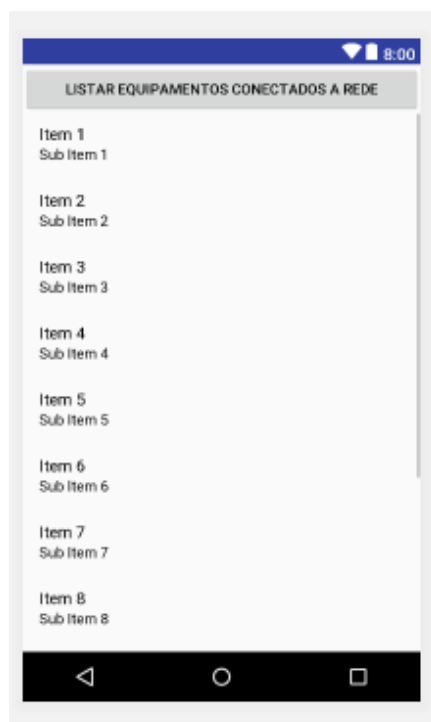 8:00
LISTAR EQUIPAMENTOS CONECTADOS A REDE
Item 1
Sub Item 1
Item 2
Sub Item 2
Item 3
Sub Item 3
Item 4
Sub Item 4
Item 5
Sub Item 5
Item 6
Sub Item 6
Item 7
Sub Item 7
Item 8
Sub Item 8